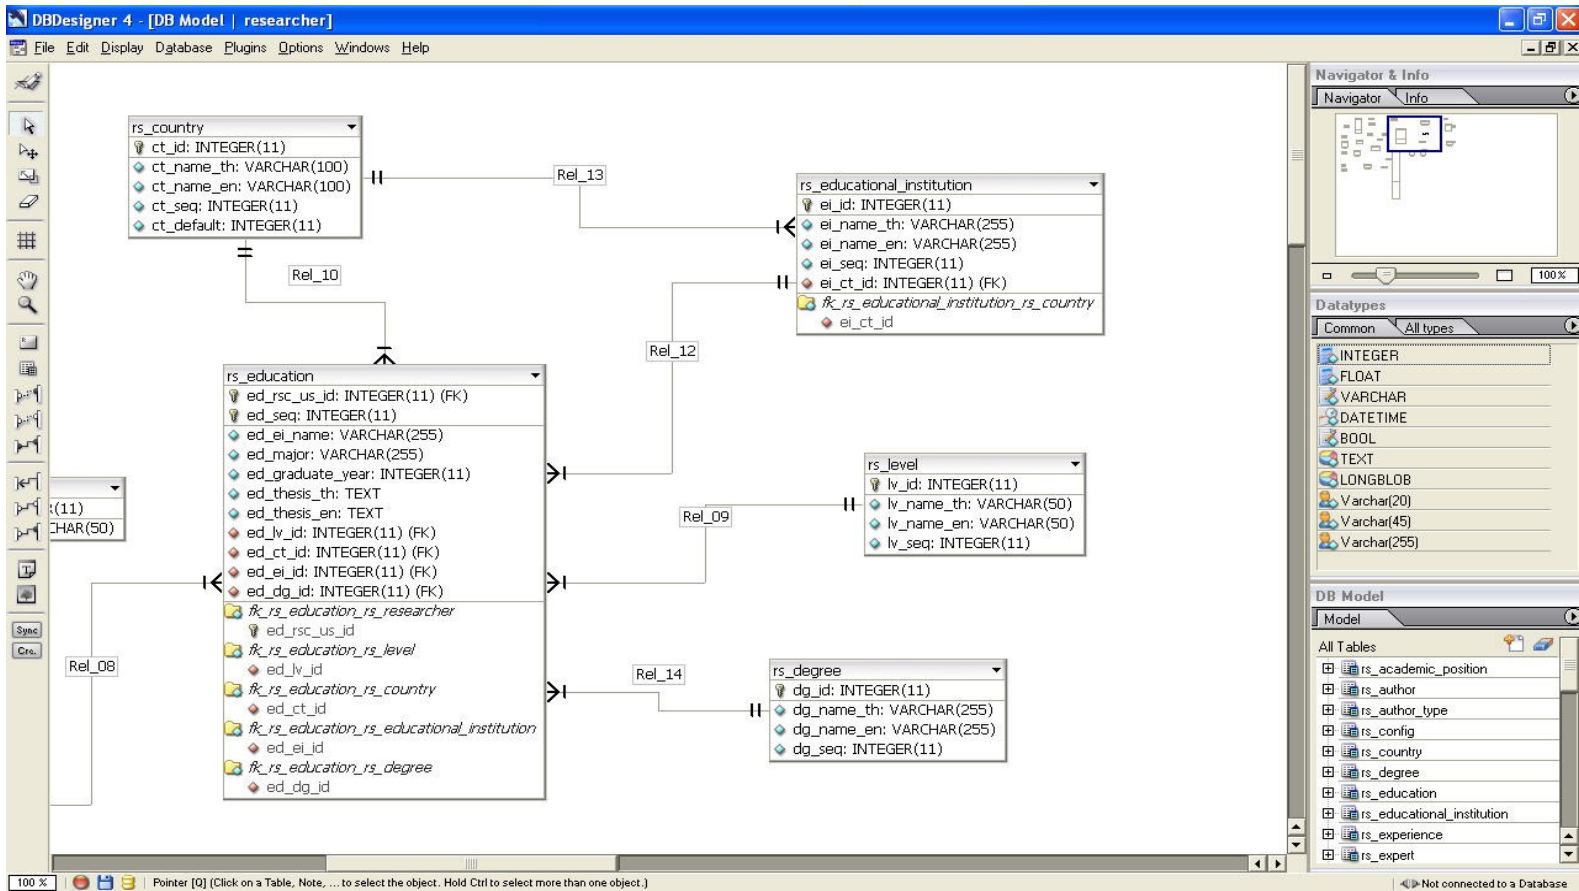 DBDesigner 4 - [DB Model | researcher]
File Edit Display Database Plugins Options Windows Help
rs_country
ct_id: INTEGER(11)
ct_name_th: VARCHAR(100)
ct_name_en: VARCHAR(100)
ct_seq: INTEGER(11)
ct_default: INTEGER(11)
Rel_13
Rel_10
rs_educational_institution
ei_id: INTEGER(11)
ei_name_th: VARCHAR(255)
ei_name_en: VARCHAR(255)
ei_seq: INTEGER(11)
ei_ct_id: INTEGER(11) (FK)
fk_rs_educational_institution_rs_country
ei_ct_id
Rel_12
rs_education
ed_rsc_us_id: INTEGER(11) (FK)
ed_seq: INTEGER(11)
ed_ei_name: VARCHAR(255)
ed_major: VARCHAR(255)
ed_graduate_year: INTEGER(11)
ed_thesis_th: TEXT
ed_thesis_en: TEXT
ed_lv_id: INTEGER(11) (FK)
ed_ct_id: INTEGER(11) (FK)
ed_ei_id: INTEGER(11) (FK)
ed_dg_id: INTEGER(11) (FK)
fk_rs_education_rs_researcher
ed_rsc_us_id
fk_rs_education_rs_level
ed_lv_id
fk_rs_education_rs_country
ed_ct_id
fk_rs_education_rs_educational_institution
ed_ei_id
fk_rs_education_rs_degree
ed_dg_id
(11)
HAR(50)
Rel_08
rs_level
lv_id: INTEGER(11)
lv_name_th: VARCHAR(50)
lv_name_en: VARCHAR(50)
lv_seq: INTEGER(11)
Rel_09
Rel_14
rs_degree
dg_id: INTEGER(11)
dg_name_th: VARCHAR(255)
dg_name_en: VARCHAR(255)
dg_seq: INTEGER(11)
Sync
Cre.
Navigator & Info
Navigator Info
100%
Datatypes
Common All types
INTEGER
FLOAT
VARCHAR
DATETIME
BOOL
TEXT
LONGBLOB
Varchar(20)
Varchar(45)
Varchar(255)
DB Model
Model
All Tables
rs_academic_position
rs_author
rs_author_type
rs_config
rs_country
rs_degree
rs_education
rs_educational_institution
rs_experience
rs_expert
100 % Pointer [Q] (Click on a Table, Note, ... to select the object. Hold Ctrl to select more than one object.) Not connected to a Database